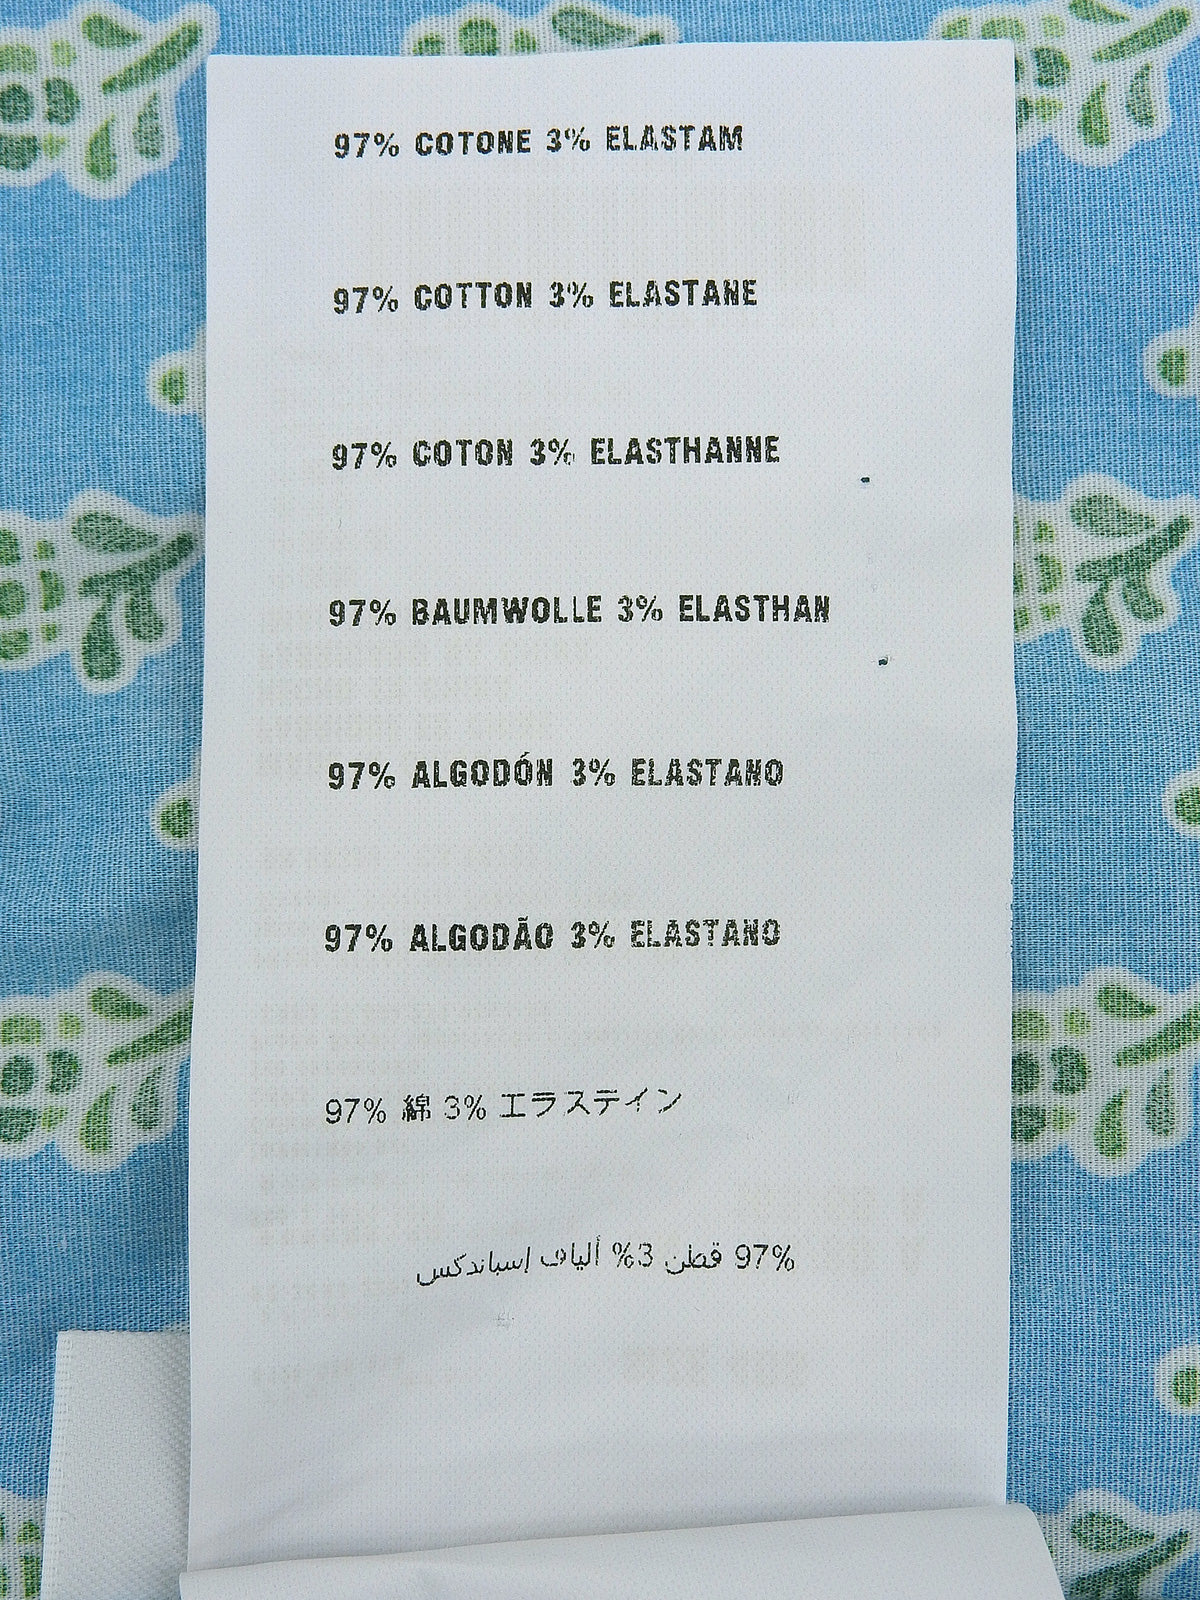 97% COTONE 3% ELASTAM
97% COTTON 3% ELASTANE
97% COTON 3% ELASTHANNE
97% BAUMWOLLE 3% ELASTHAN
97% ALGODÓN 3% ELASTANO
97% ALGODÃO 3% ELASTANO
97% 綿 3% エラステイン
97% قطن 3% ألياف إسباندكس